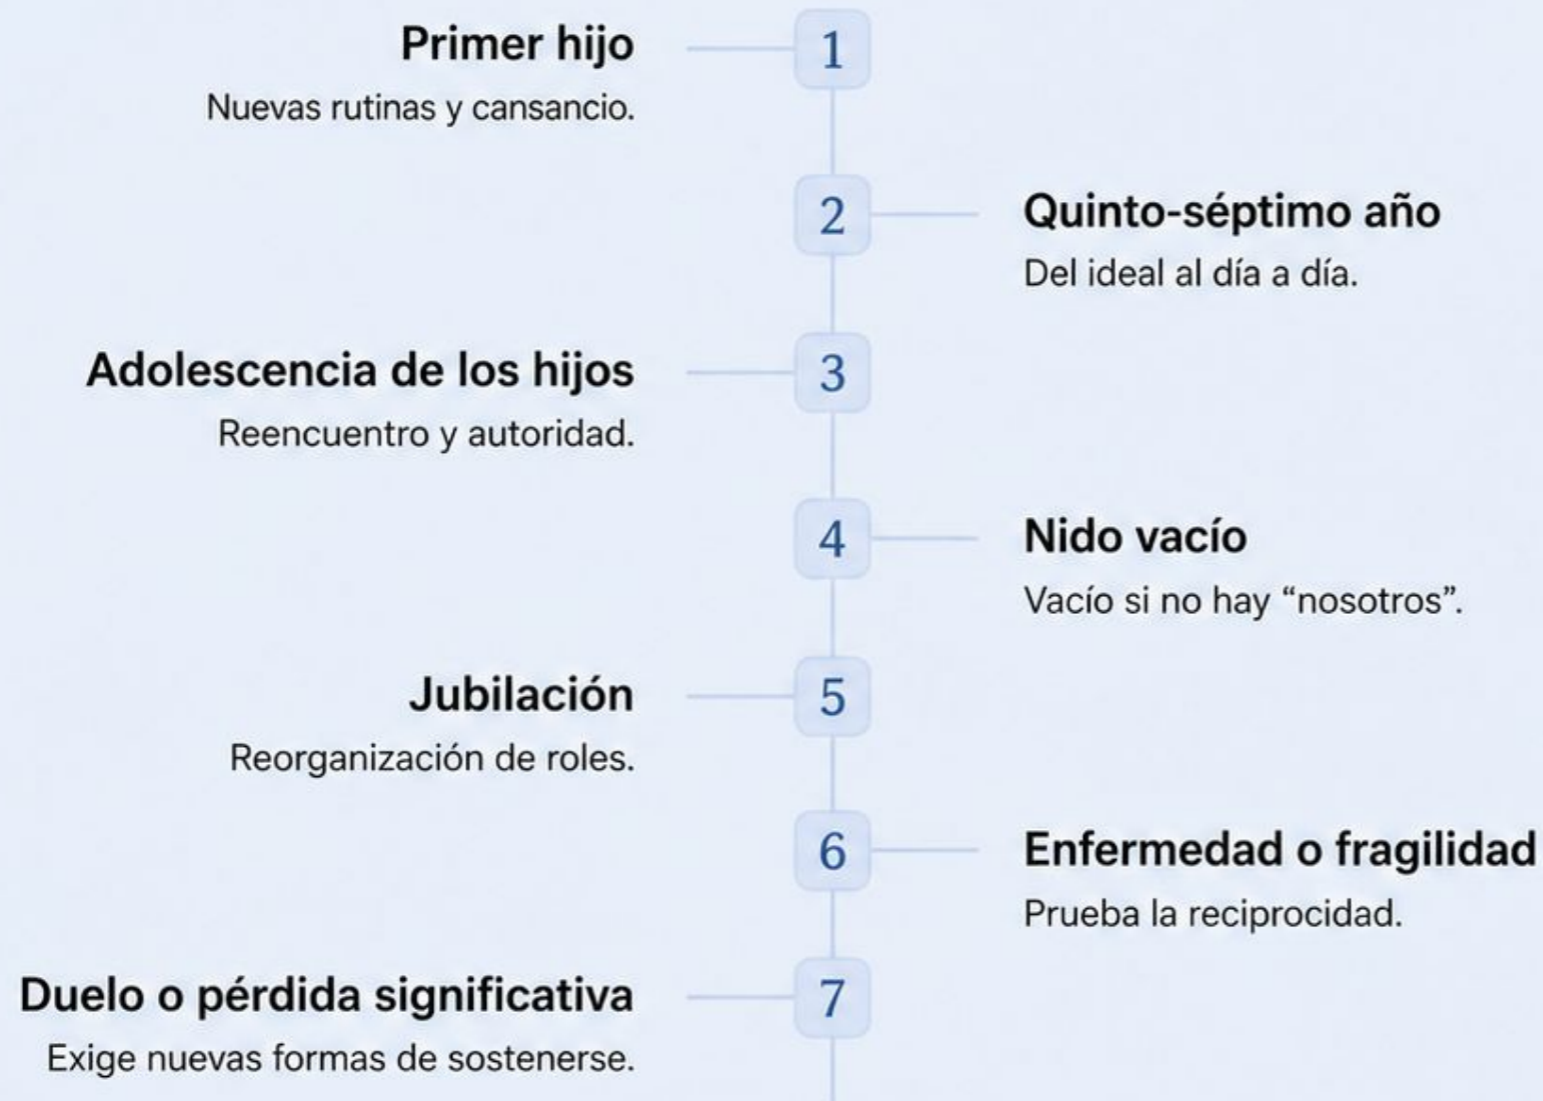 Primer hijo
1
Nuevas rutinas y cansancio.
2
Quinto-séptimo año
Del ideal al día a día.
Adolescencia de los hijos
3
Reencuentro y autoridad.
4
Nido vacío
Vacío si no hay “nosotros”.
Jubilación
5
Reorganización de roles.
6
Enfermedad o fragilidad
Prueba la reciprocidad.
Duelo o pérdida significativa
7
Exige nuevas formas de sostenerse.